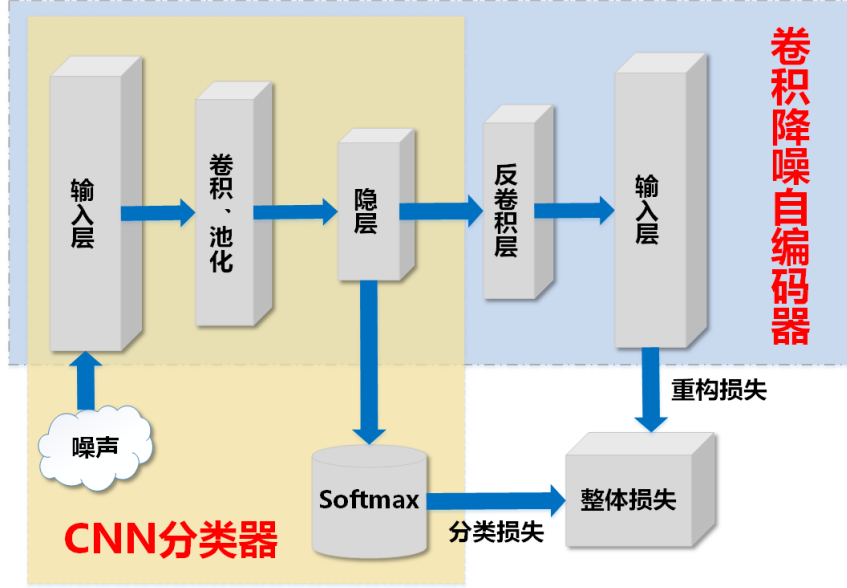 输入层
卷积、池化
隐层
反卷积层
输入层
卷积降噪自编码器
噪声
Softmax
分类损失
重构损失
整体损失
CNN分类器